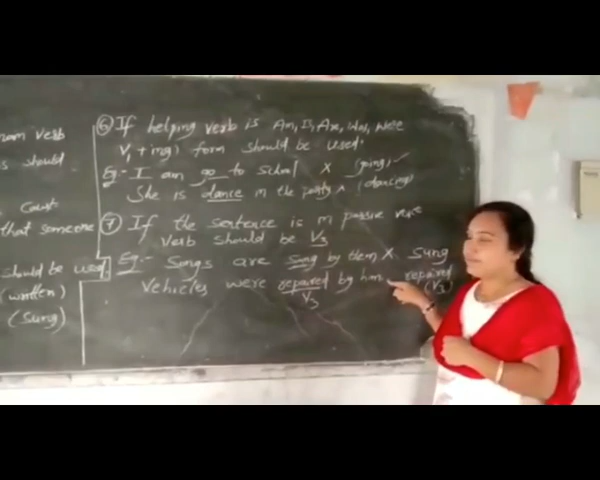 verb
should
Cont
that someone
should be used
(written)
(Sung)
⑥ If helping verb is Am, Is, Are, Was, Were
V1 + ing) form should be used.
Eg:- I am go to school X (going) ✓
She is dance in the party X (dancing)
⑦ If the sentence is in passive voice
verb should be V3
Eg:- Songs are sung by them X Sung
Vehicles were repaired by him. repaired
V3 (V3)